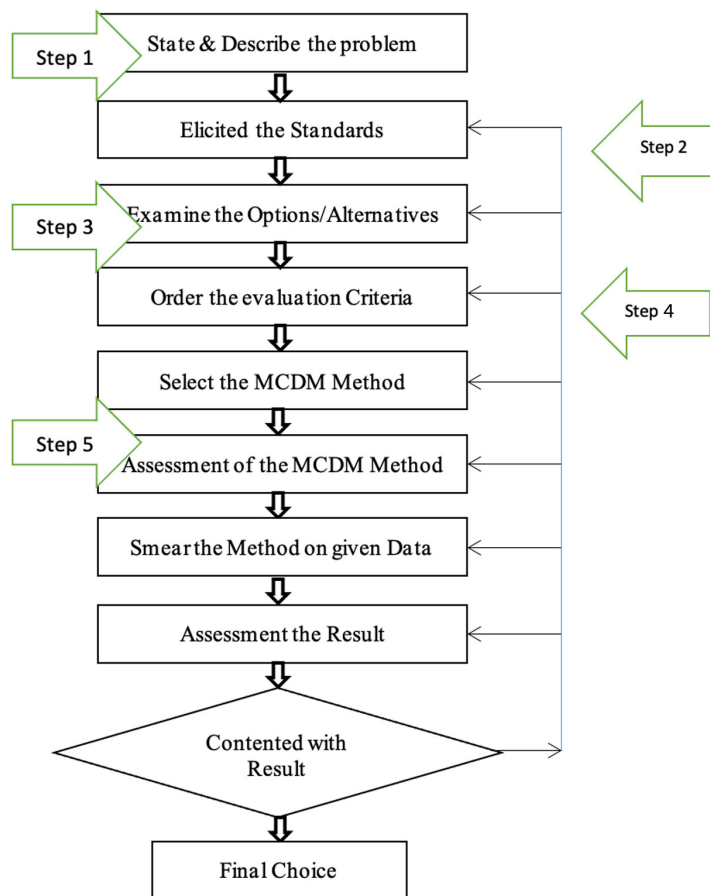 Step 1
State & Describe the problem
Elicited the Standards
Step 2
Step 3
Examine the Options/Alternatives
Order the evaluation Criteria
Step 4
Select the MCDM Method
Step 5
Assessment of the MCDM Method
Smear the Method on given Data
Assessment the Result
Contented with
Result
Final Choice